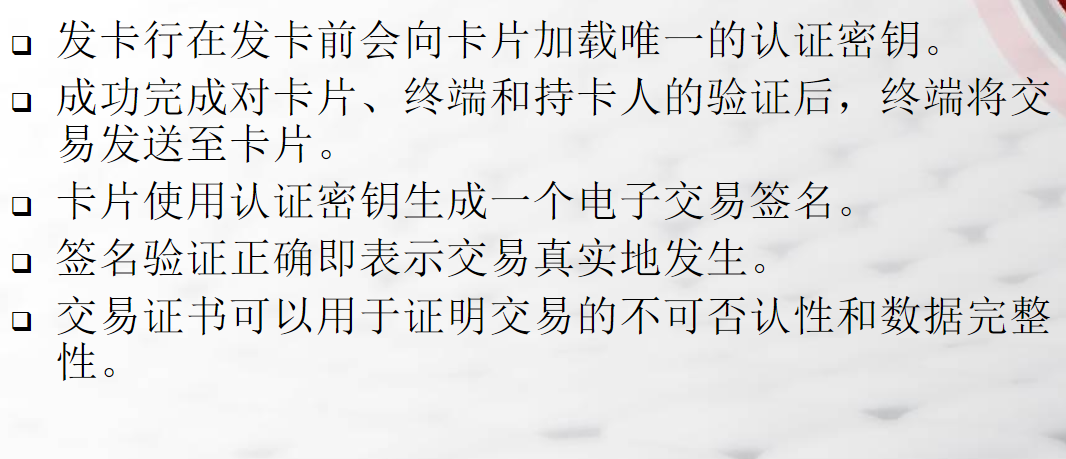 发卡行在发卡前会向卡片加载唯一的认证密钥。
成功完成对卡片、终端和持卡人的验证后，终端将交
易发送至卡片。
卡片使用认证密钥生成一个电子交易签名。
签名验证正确即表示交易真实地发生。
交易证书可以用于证明交易的不可否认性和数据完整
性。